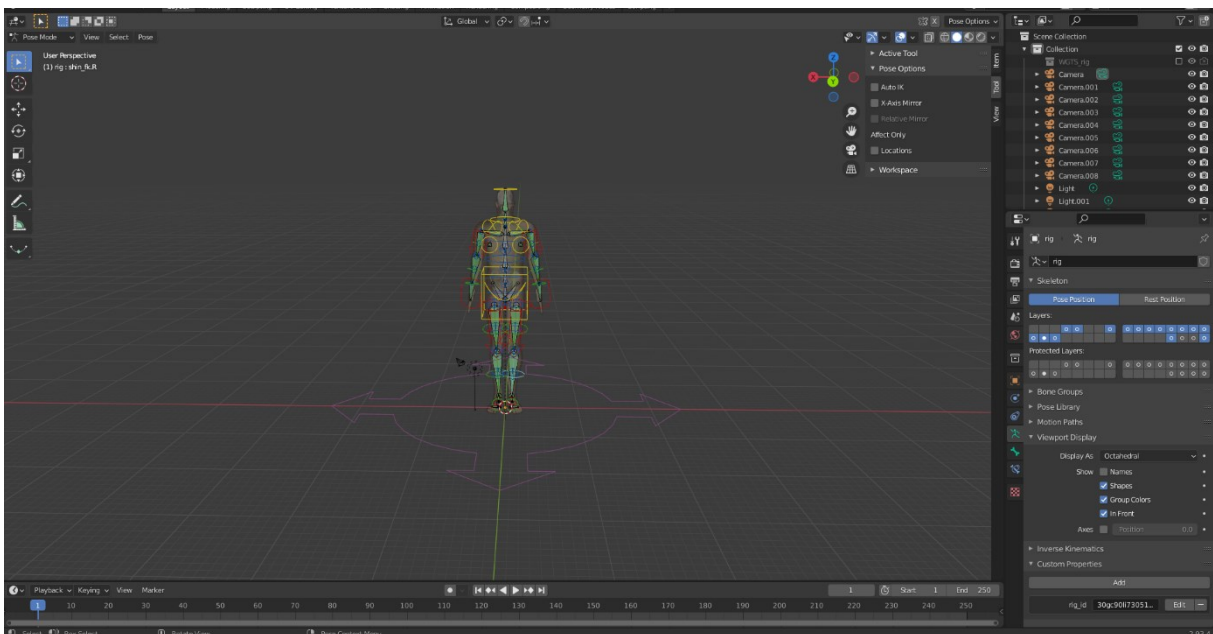 Global
Pose Options
Pose Mode
View
Select
Pose
User Perspective
(1) rig : shin_fk.R
Z
X
Y
Active Tool
Pose Options
Auto IK
X-Axis Mirror
Relative Mirror
Affect Only
Locations
Workspace
Item
Tool
View
Scene Collection
Collection
WGTS_rig
Camera
Camera.001
Camera.002
Camera.003
Camera.004
Camera.005
Camera.006
Camera.007
Camera.008
Light
Light.001
rig
rig
rig
Skeleton
Pose Position
Rest Position
Layers:
Protected Layers:
Bone Groups
Pose Library
Motion Paths
Viewport Display
Display As Octahedral
Show Names
Shapes
Group Colors
In Front
Axes Position 0.0
Inverse Kinematics
Custom Properties
Add
rig_id 30gc90li73051... Edit
Playback Keying View Marker
1 Start 1 End 250
1 10 20 30 40 50 60 70 80 90 100 110 120 130 140 150 160 170 180 190 200 210 220 230 240 250